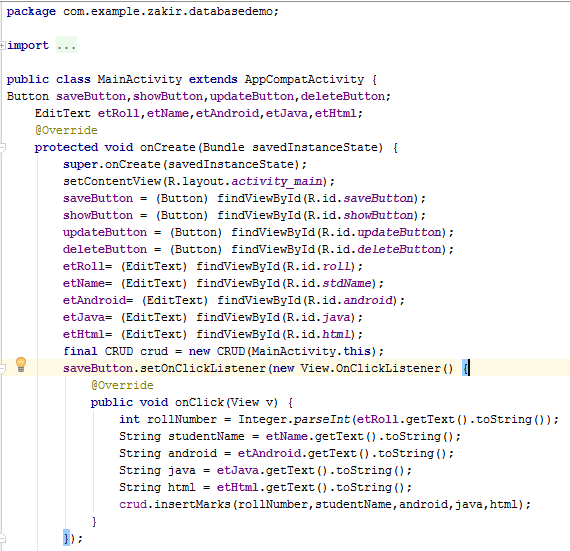 package com.example.zakir.databasedemo;
import ...
public class MainActivity extends AppCompatActivity {
Button saveButton,showButton,updateButton,deleteButton;
EditText etRoll,etName,etAndroid,etJava,etHtml;
@Override
protected void onCreate(Bundle savedInstanceState) {
super.onCreate(savedInstanceState);
setContentView(R.layout.activity_main);
saveButton = (Button) findViewById(R.id.saveButton);
showButton = (Button) findViewById(R.id.showButton);
updateButton = (Button) findViewById(R.id.updateButton);
deleteButton = (Button) findViewById(R.id.deleteButton);
etRoll= (EditText) findViewById(R.id.roll);
etName= (EditText) findViewById(R.id.stdName);
etAndroid= (EditText) findViewById(R.id.android);
etJava= (EditText) findViewById(R.id.java);
etHtml= (EditText) findViewById(R.id.html);
final CRUD crud = new CRUD(MainActivity.this);
saveButton.setOnClickListener(new View.OnClickListener() {
@Override
public void onClick(View v) {
int rollNumber = Integer.parseInt(etRoll.getText().toString());
String studentName = etName.getText().toString();
String android = etAndroid.getText().toString();
String java = etJava.getText().toString();
String html = etHtml.getText().toString();
crud.insertMarks(rollNumber,studentName,android,java,html);
}
});